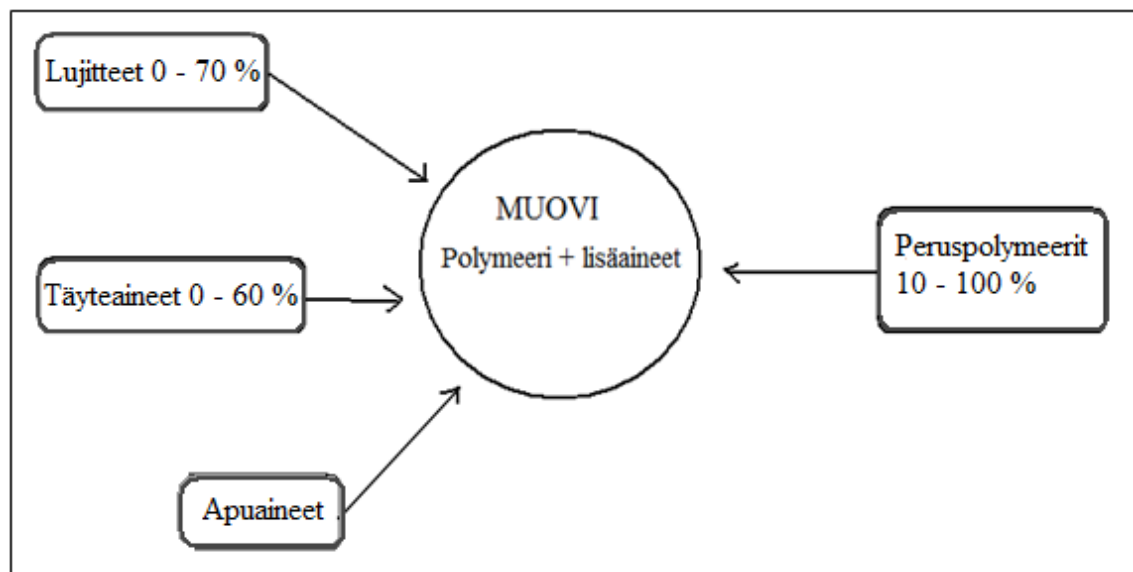 Lujitteet 0 - 70 %
MUOVI
Polymeeri + lisäaineet
Peruspolymeerit
10 - 100 %
Täyteaineet 0 - 60 %
Apuaineet